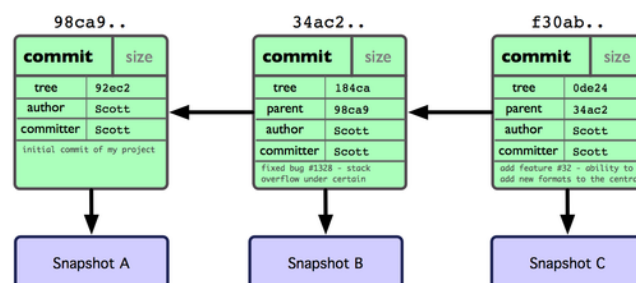 98ca9..
commit size
tree 92ec2
author Scott
committer Scott
initial commit of my project
Snapshot A
34ac2..
commit size
tree 184ca
parent 98ca9
author Scott
committer Scott
fixed bug #1328 - stack
overflow under certain
Snapshot B
f30ab..
commit size
tree 0de24
parent 34ac2
author Scott
committer Scott
add feature #32 - ability to
add new formats to the centra
Snapshot C